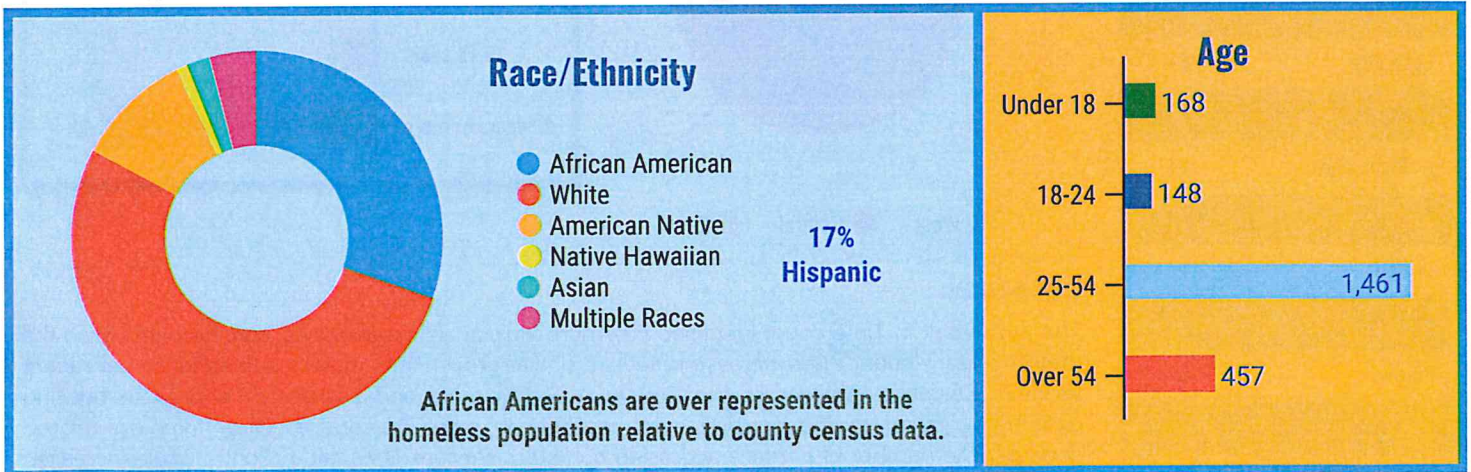 Race/Ethnicity
African American
White
American Native
Native Hawaiian
Asian
Multiple Races
17%
Hispanic
African Americans are over represented in the
homeless population relative to county census data.
Age
Under 18
168
18-24
148
25-54
1,461
Over 54
457